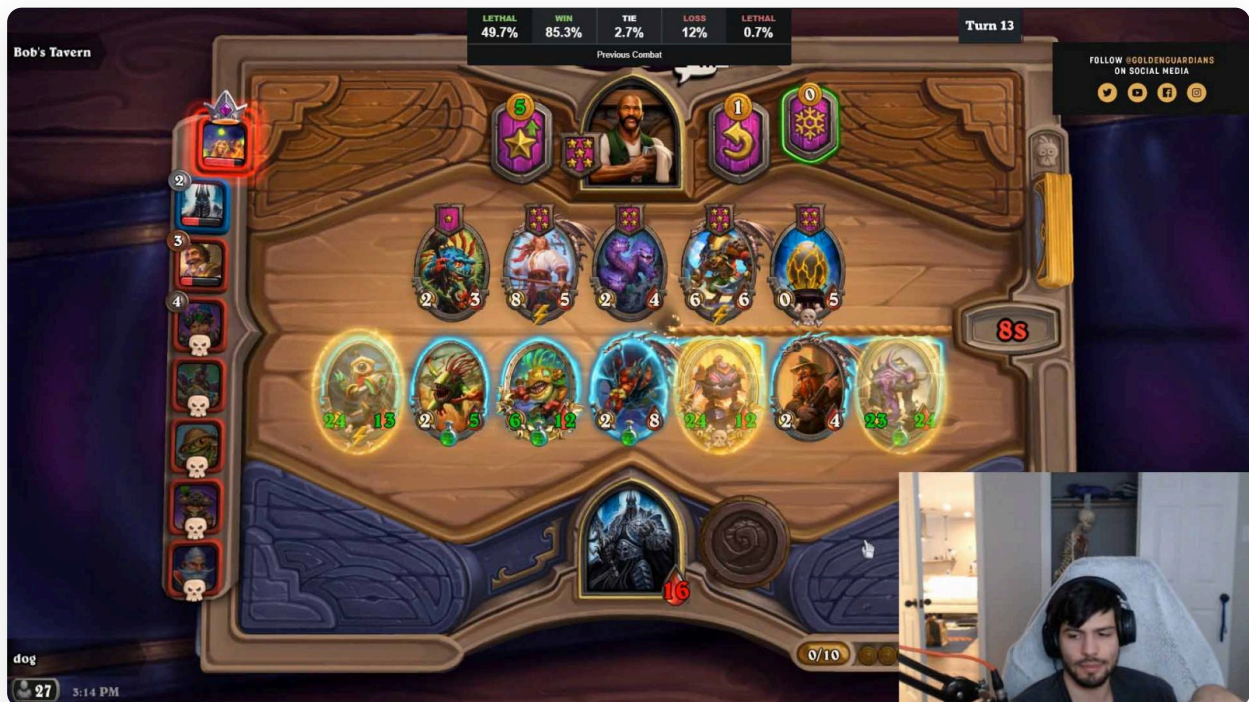 LETHAL WIN TIE LOSS LETHAL
49.7% 85.3% 2.7% 12% 0.7%
Previous Combat
Turn 13
Bob's Tavern
FOLLOW @GOLDENGUARDIANS
ON SOCIAL MEDIA
5
1
0
2
3
4
2 3
8 5
2 4
6 6
0 5
8s
24 13
2 5
6 12
2 8
24 12
2 4
23 24
16
0/10
dog
27 3:14 PM